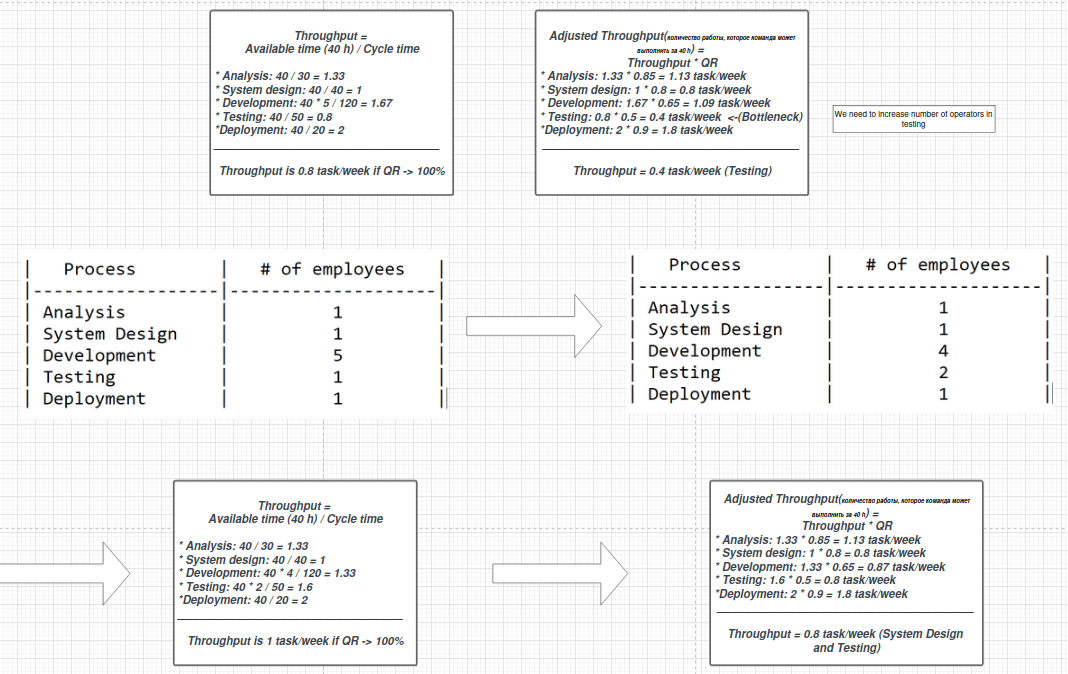 Throughput =
Available time (40 h) / Cycle time
* Analysis: 40 / 30 = 1.33
* System design: 40 / 40 = 1
* Development: 40 * 5 / 120 = 1.67
* Testing: 40 / 50 = 0.8
*Deployment: 40 / 20 = 2
Throughput is 0.8 task/week if QR -> 100%
Adjusted Throughput(количество работы, которое команда может
выполнить за 40 h) =
Throughput * QR
* Analysis: 1.33 * 0.85 = 1.13 task/week
* System design: 1 * 0.8 = 0.8 task/week
* Development: 1.67 * 0.65 = 1.09 task/week
* Testing: 0.8 * 0.5 = 0.4 task/week <-(Bottleneck)
*Deployment: 2 * 0.9 = 1.8 task/week
Throughput = 0.4 task/week (Testing)
We need to increase number of operators in
testing
| Process | # of employees |
|-----------------|--------------------|
| Analysis | 1 |
| System Design | 1 |
| Development | 5 |
| Testing | 1 |
| Deployment | 1 |
| Process | # of employees |
|-----------------|--------------------|
| Analysis | 1 |
| System Design | 1 |
| Development | 4 |
| Testing | 2 |
| Deployment | 1 |
Throughput =
Available time (40 h) / Cycle time
* Analysis: 40 / 30 = 1.33
* System design: 40 / 40 = 1
* Development: 40 * 4 / 120 = 1.33
* Testing: 40 * 2 / 50 = 1.6
*Deployment: 40 / 20 = 2
Throughput is 1 task/week if QR -> 100%
Adjusted Throughput(количество работы, которое команда может
выполнить за 40 h) =
Throughput * QR
* Analysis: 1.33 * 0.85 = 1.13 task/week
* System design: 1 * 0.8 = 0.8 task/week
* Development: 1.33 * 0.65 = 0.87 task/week
* Testing: 1.6 * 0.5 = 0.8 task/week
*Deployment: 2 * 0.9 = 1.8 task/week
Throughput = 0.8 task/week (System Design
and Testing)